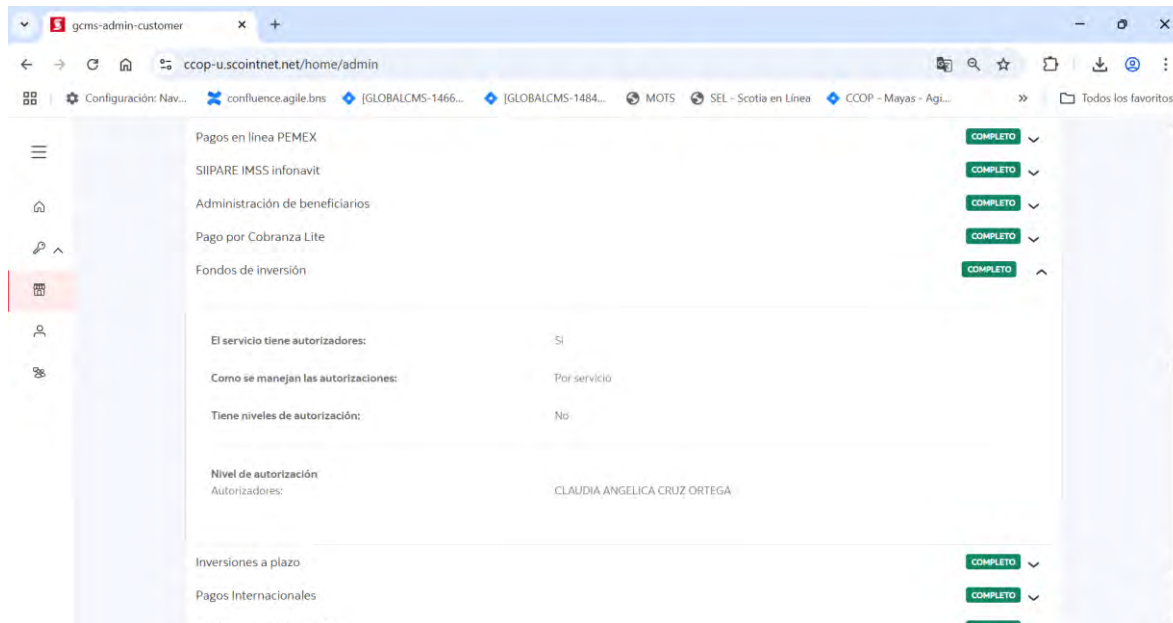 gcms-admin-customer
ccop-u.scointnet.net/home/admin
Configuración: Nav... confluence.agile.bns [GLOBALCMS-1466... [GLOBALCMS-1484... MOTS SEL - Scotia en Línea CCOP - Mayas - Agi... » Todos los favoritos
Pagos en línea PEMEX COMPLETO
SIIPARE IMSS infonavit COMPLETO
Administración de beneficiarios COMPLETO
Pago por Cobranza Lite COMPLETO
Fondos de inversión COMPLETO
El servicio tiene autorizadores: Si
Como se manejan las autorizaciones: Por servicio
Tiene niveles de autorización: No
Nivel de autorización
Autorizadores: CLAUDIA ANGELICA CRUZ ORTEGA
Inversiones a plazo COMPLETO
Pagos Internacionales COMPLETO